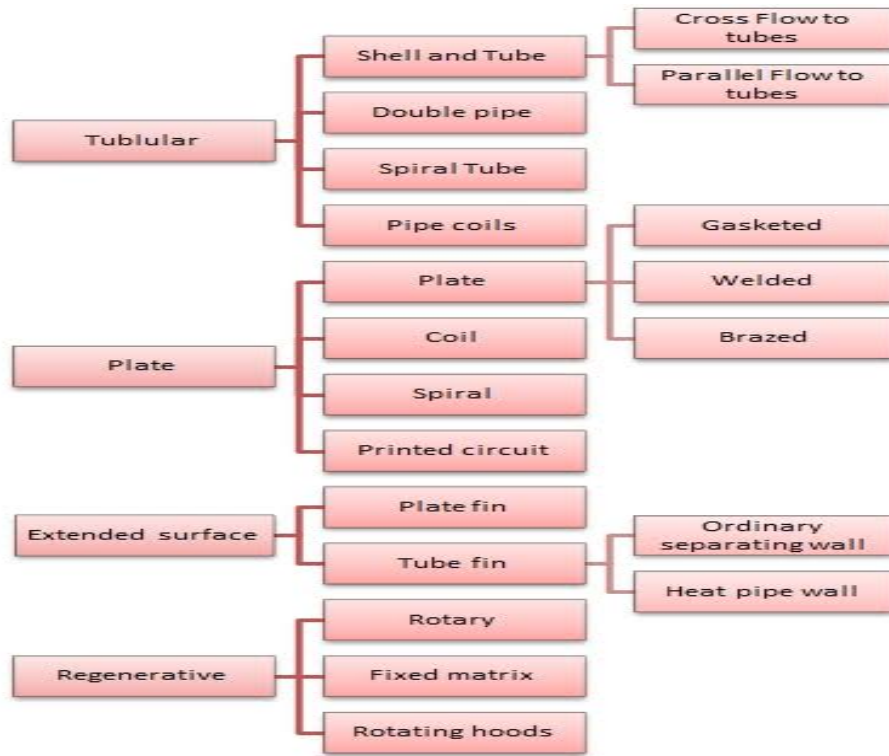 Tublular
Shell and Tube
Cross Flow to
tubes
Parallel Flow to
tubes
Double pipe
Spiral Tube
Pipe coils
Plate
Plate
Gasketed
Welded
Brazed
Coil
Spiral
Printed circuit
Extended surface
Plate fin
Tube fin
Ordinary
separating wall
Heat pipe wall
Regenerative
Rotary
Fixed matrix
Rotating hoods